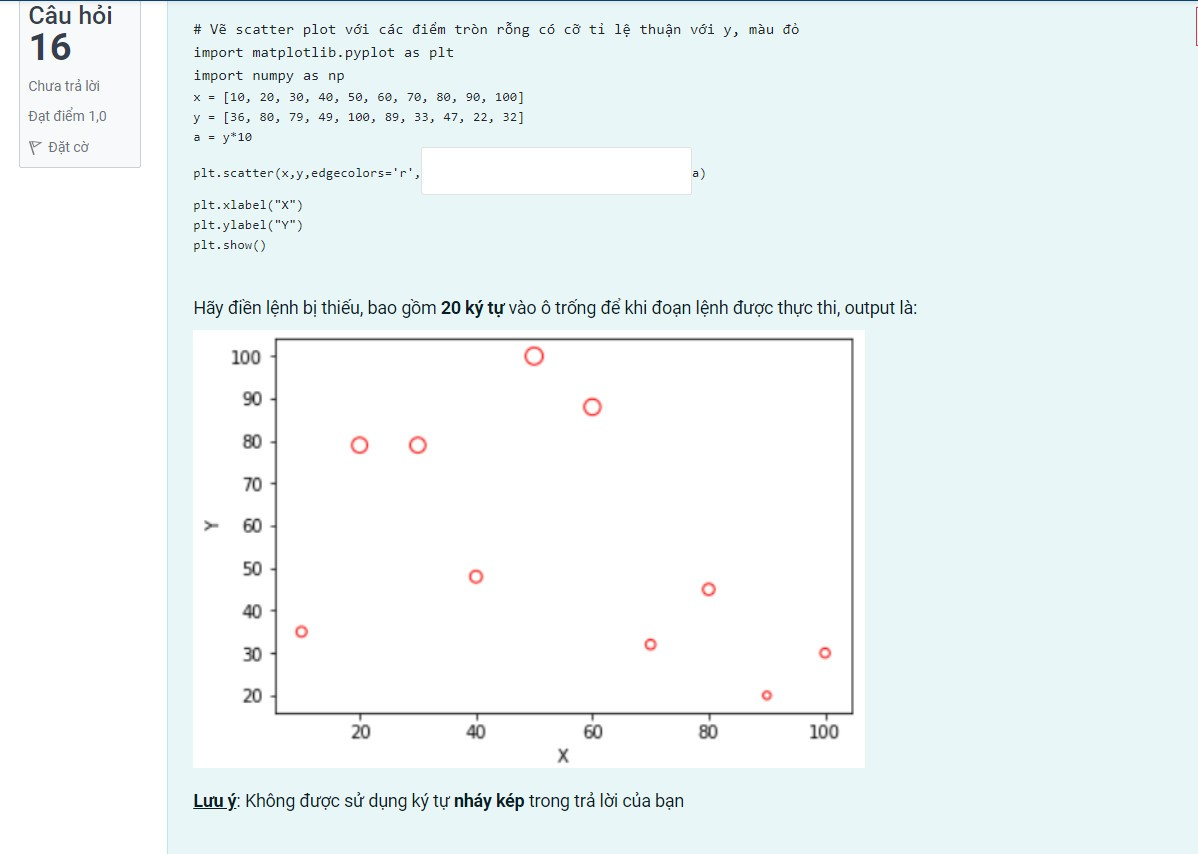 Câu hỏi
16
Chưa trả lời
Đạt điểm 1,0
Đặt cờ
# Vẽ scatter plot với các điểm tròn rỗng có cỡ tỉ lệ thuận với y, màu đỏ
import matplotlib.pyplot as plt
import numpy as np
x = [10, 20, 30, 40, 50, 60, 70, 80, 90, 100]
y = [36, 80, 79, 49, 100, 89, 33, 47, 22, 32]
a = y*10
plt.scatter(x,y,edgecolors='r', a)
plt.xlabel("X")
plt.ylabel("Y")
plt.show()
Hãy điền lệnh bị thiếu, bao gồm 20 ký tự vào ô trống để khi đoạn lệnh được thực thi, output là:
100
90
80
70
60
50
40
30
20
Y
20 40 60 80 100
X
Lưu ý: Không được sử dụng ký tự nháy kép trong trả lời của bạn